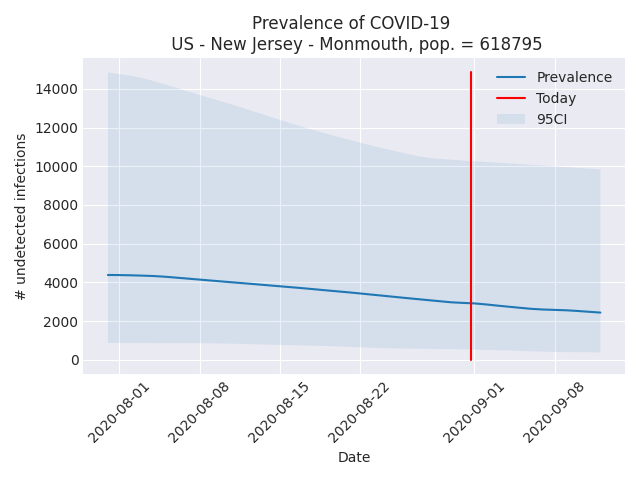 Prevalence of COVID-19
US - New Jersey - Monmouth, pop. = 618795
Prevalence
Today
95CI
# undetected infections
14000
12000
10000
8000
6000
4000
2000
0
2020-08-01
2020-08-08
2020-08-15
2020-08-22
2020-09-01
2020-09-08
Date